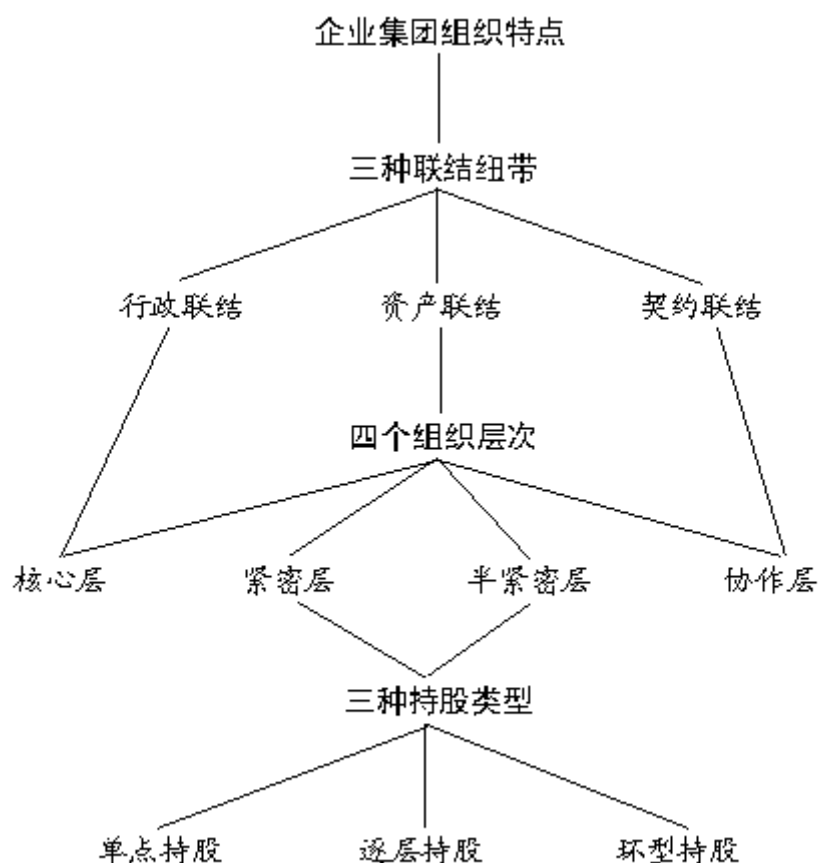 企业集团组织特点
三种联结纽带
行政联结 资产联结 契约联结
四个组织层次
核心层 紧密层 半紧密层 协作层
三种持股类型
单点持股 逐层持股 环型持股